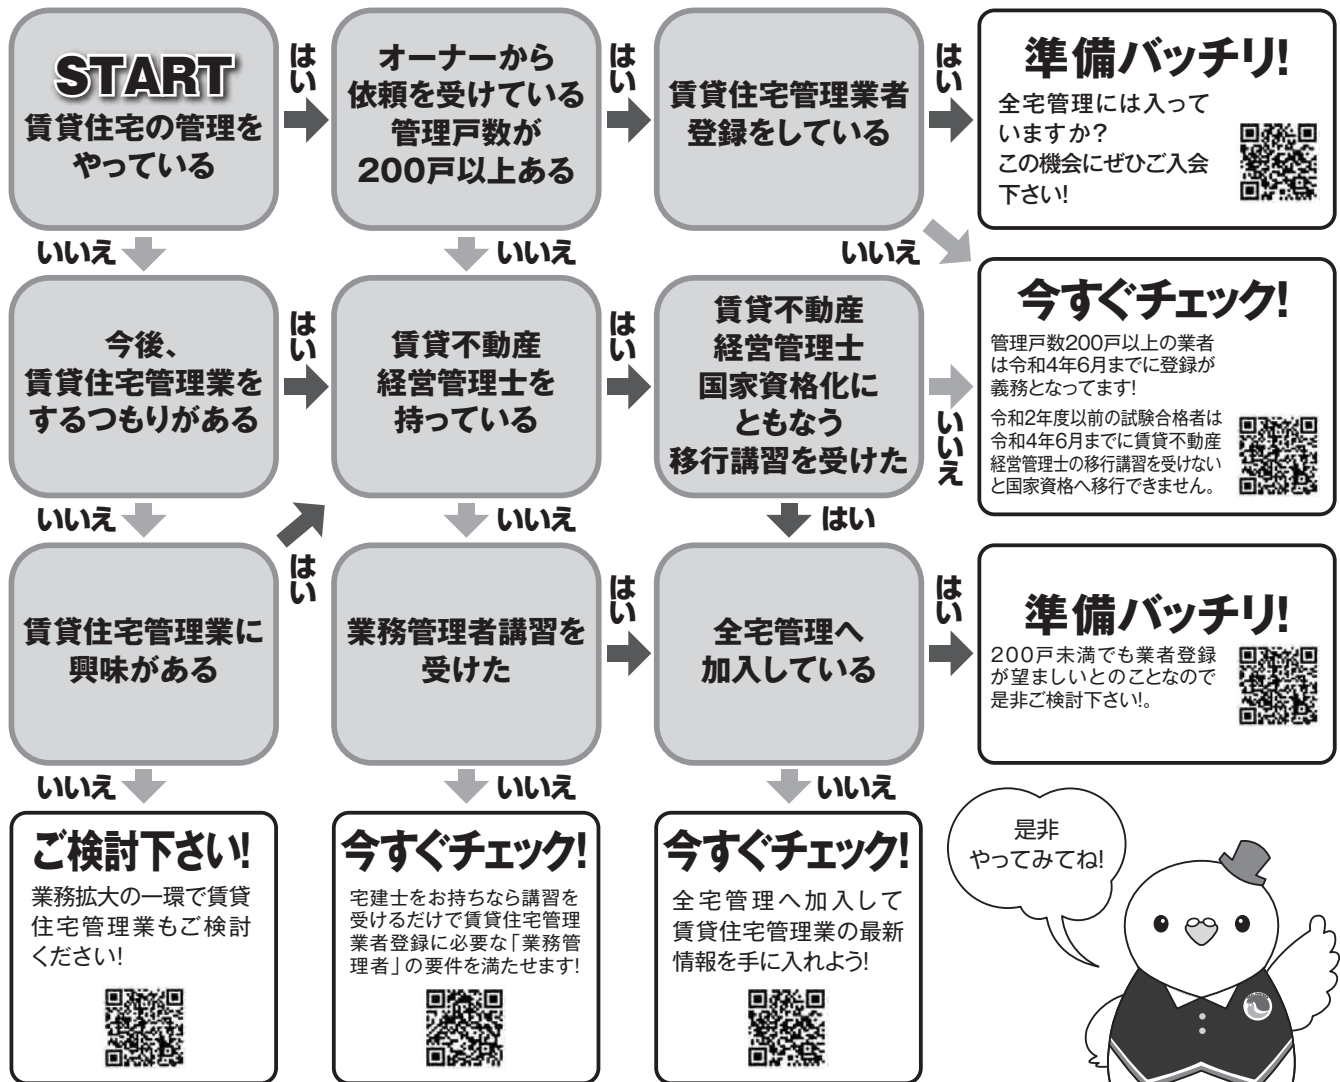 START
賃貸住宅の管理を
やっている
はい
オーナーから
依頼を受けている
管理戸数が
200戸以上ある
はい
賃貸住宅管理業者
登録をしている
はい
準備バッチリ!
全宅管理には入って
いますか?
この機会にぜひご入会
下さい!
いいえ
いいえ
いいえ
今後、
賃貸住宅管理業を
するつもりがある
はい
賃貸不動産
経営管理士を
持っている
はい
賃貸不動産
経営管理士
国家資格化に
ともなう
移行講習を受けた
いいえ
今すぐチェック!
管理戸数200戸以上の業者
は令和4年6月までに登録が
義務となってます!
令和2年度以前の試験合格者は
令和4年6月までに賃貸不動産
経営管理士の移行講習を受けない
と国家資格へ移行できません。
いいえ
いいえ
はい
賃貸住宅管理業に
興味がある
はい
業務管理者講習を
受けた
はい
全宅管理へ
加入している
はい
準備バッチリ!
200戸未満でも業者登録
が望ましいとのことなので
是非ご検討下さい!。
いいえ
いいえ
いいえ
ご検討下さい!
業務拡大の一環で賃貸
住宅管理業もご検討
ください!
今すぐチェック!
宅建士をお持ちなら講習を
受けるだけで賃貸住宅管理
業者登録に必要な「業務管
理者」の要件を満たせます!
今すぐチェック!
全宅管理へ加入して
賃貸住宅管理業の最新
情報を手に入れよう!
是非
やってみてね!